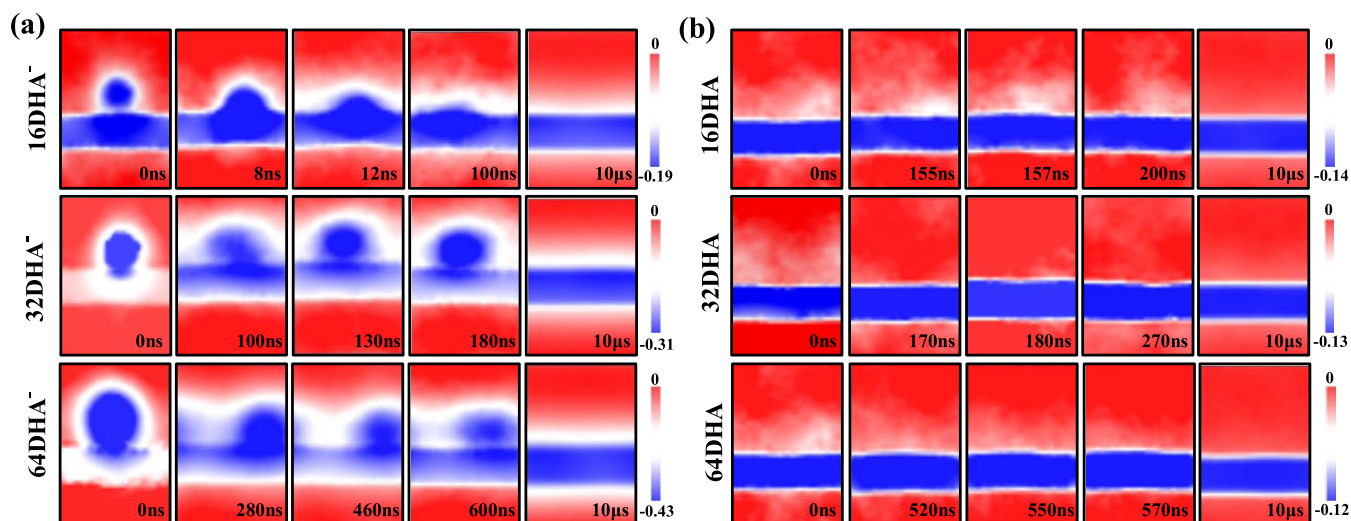 (a)
16DHA⁻
0ns
8ns
12ns
100ns
10μs
0
-0.19
32DHA⁻
0ns
100ns
130ns
180ns
10μs
0
-0.31
64DHA⁻
0ns
280ns
460ns
600ns
10μs
0
-0.43
(b)
16DHA
0ns
155ns
157ns
200ns
10μs
0
-0.14
32DHA
0ns
170ns
180ns
270ns
10μs
0
-0.13
64DHA
0ns
520ns
550ns
570ns
10μs
0
-0.12